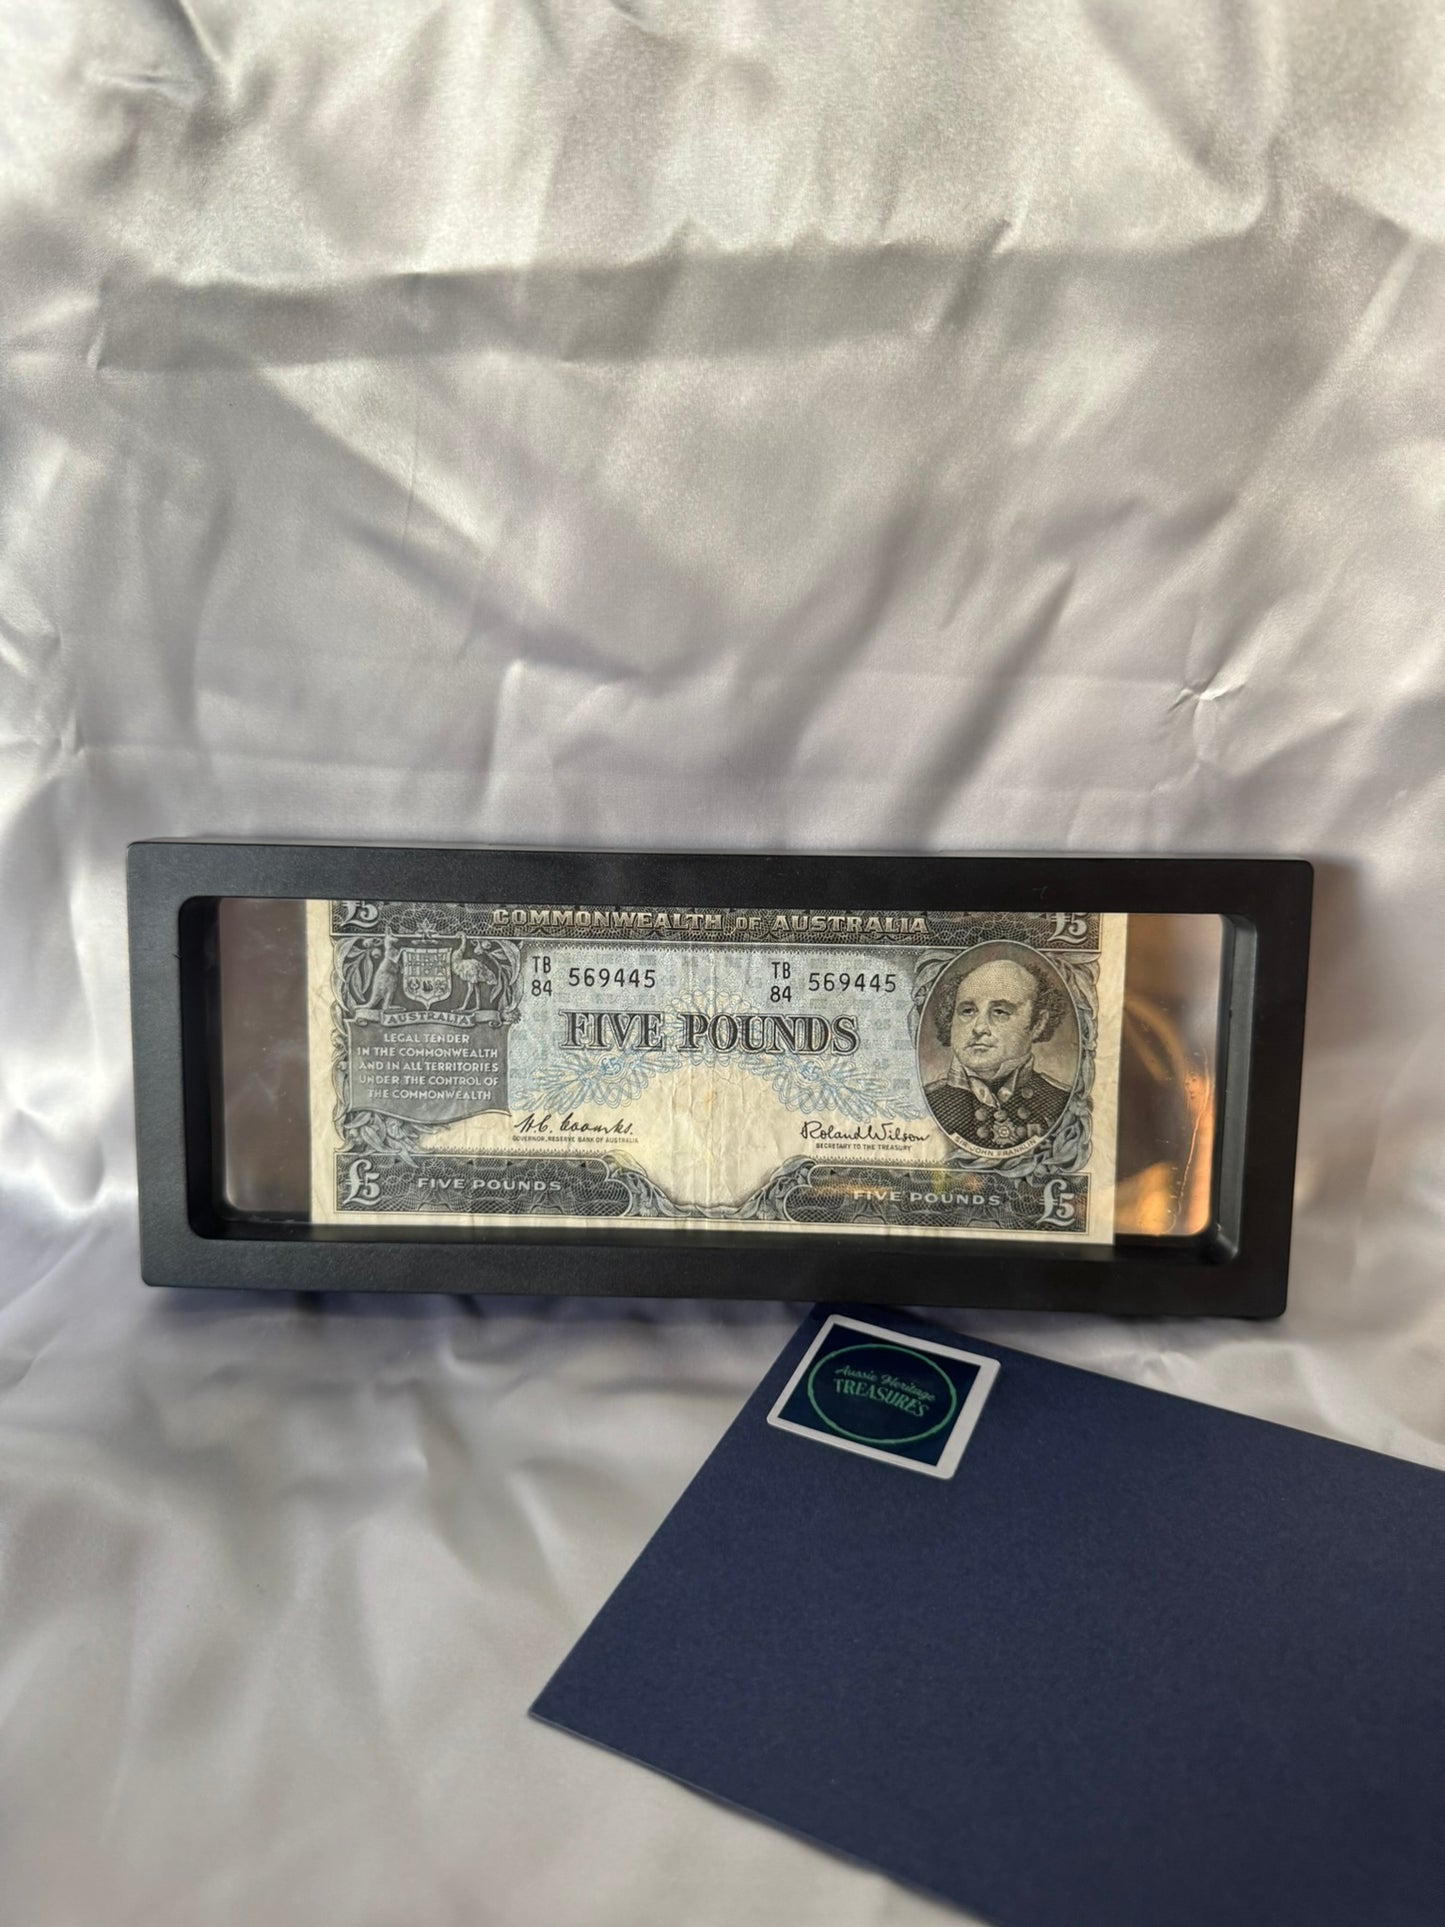 £5 COMMONWEALTH OF AUSTRALIA £5
TB
84 569445
TB
84 569445
FIVE POUNDS
AUSTRALIA
LEGAL TENDER
IN THE COMMONWEALTH
AND IN ALL TERRITORIES
UNDER THE CONTROL OF
THE COMMONWEALTH
H.C. Coombs.
GOVERNOR, RESERVE BANK OF AUSTRALIA
Roland Wilson
SECRETARY TO THE TREASURY
SIR JOHN FRANKLIN
£5 FIVE POUNDS
FIVE POUNDS £5
Aussie Heritage
TREASURES